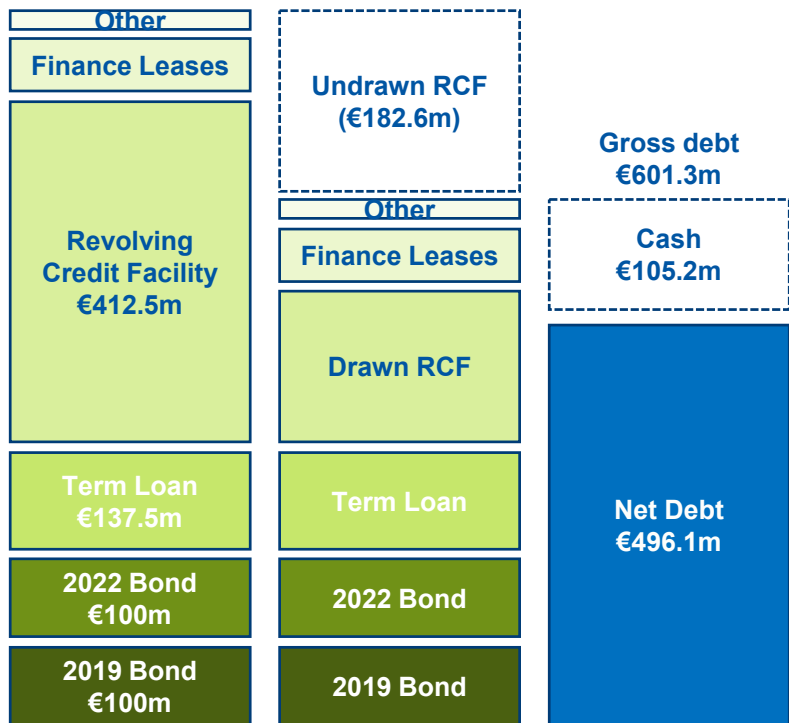 Other
Finance Leases
Revolving
Credit Facility
€412.5m
Term Loan
€137.5m
2022 Bond
€100m
2019 Bond
€100m
Undrawn RCF
(€182.6m)
Other
Finance Leases
Drawn RCF
Term Loan
2022 Bond
2019 Bond
Gross debt
€601.3m
Cash
€105.2m
Net Debt
€496.1m